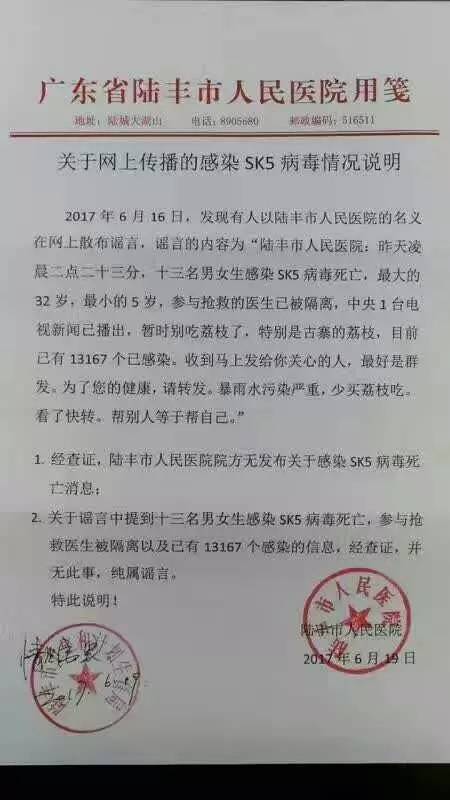 广东省陆丰市人民医院用笺
地址：陆城大湖山 电话：8905680 邮政编码：516511
关于网上传播的感染 SK5 病毒情况说明
2017 年 6 月 16 日，发现有人以陆丰市人民医院的名义
在网上散布谣言，谣言的内容为“陆丰市人民医院：昨天凌
晨二点二十三分，十三名男女生感染 SK5 病毒死亡，最大的
32 岁，最小的 5 岁，参与抢救的医生已被隔离，中央 1 台电
视新闻已播出，暂时别吃荔枝了，特别是古寨的荔枝，目前
已有 13167 个已感染。收到马上发给你关心的人，最好是群
发。为了您的健康，请转发。暴雨水污染严重，少买荔枝吃。
看了快转。帮别人等于帮自己。”
1. 经查证，陆丰市人民医院院方无发布关于感染 SK5 病毒死
亡消息；
2. 关于谣言中提到十三名男女生感染 SK5 病毒死亡，参与抢
救医生被隔离以及已有 13167 个感染的信息，经查证，并
无此事，纯属谣言。
特此说明！
陆丰市人民医院
2017 年 6 月 19 日
陆丰市人民医院